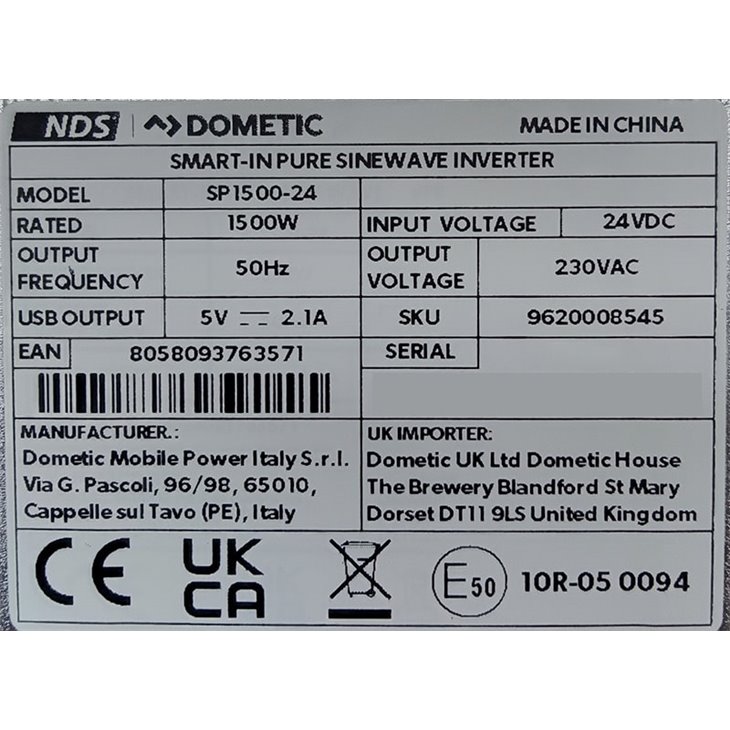 NDS DOMETIC MADE IN CHINA
SMART-IN PURE SINEWAVE INVERTER
MODEL SP1500-24
RATED 1500W INPUT VOLTAGE 24VDC
OUTPUT FREQUENCY 50Hz OUTPUT VOLTAGE 230VAC
USB OUTPUT 5V 2.1A SKU 9620008545
EAN 8058093763571 SERIAL
MANUFACTURER.:
Dometic Mobile Power Italy S.r.l.
Via G. Pascoli, 96/98, 65010,
Cappelle sul Tavo (PE), Italy
UK IMPORTER:
Dometic UK Ltd Dometic House
The Brewery Blandford St Mary
Dorset DT11 9LS United Kingdom
CE UK CA E50 10R-05 0094